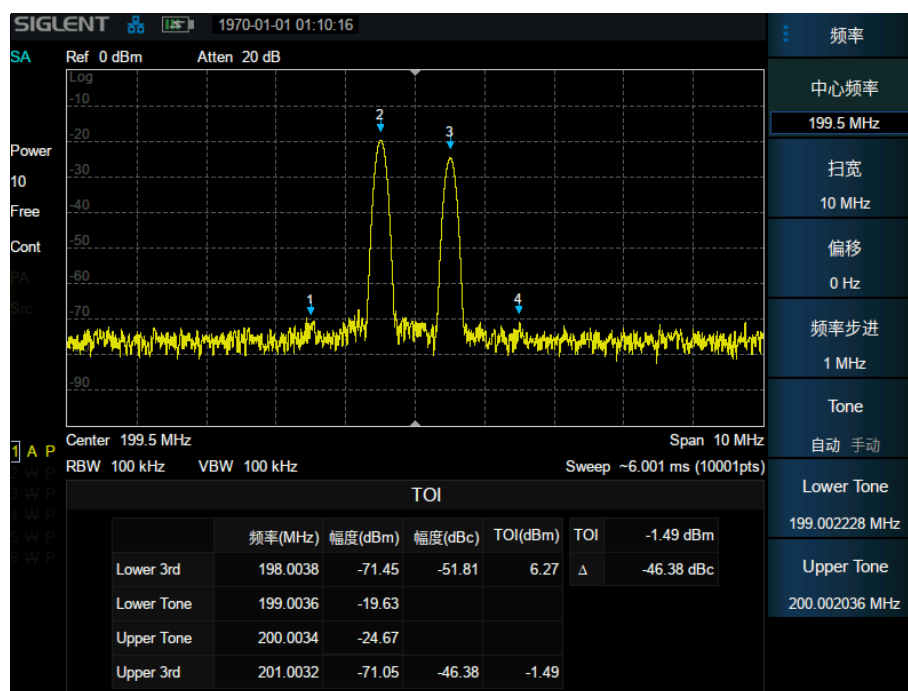 SIGLENT 1970-01-01 01:10:16
SA Ref 0 dBm Atten 20 dB
Log
-10
-20
-30
-40
-50
-60
-70
-90
Power
10
Free
Cont
PA
Src
2
3
1
4
Center 199.5 MHz Span 10 MHz
RBW 100 kHz VBW 100 kHz Sweep ~6.001 ms (10001pts)
1 A P
2 W P
3 W P
4 W P
5 W P
6 W P
TOI
频率(MHz) 幅度(dBm) 幅度(dBc) TOI(dBm)
Lower 3rd 198.0038 -71.45 -51.81 6.27
Lower Tone 199.0036 -19.63
Upper Tone 200.0034 -24.67
Upper 3rd 201.0032 -71.05 -46.38 -1.49
TOI -1.49 dBm
Δ -46.38 dBc
频率
中心频率
199.5 MHz
扫宽
10 MHz
偏移
0 Hz
频率步进
1 MHz
Tone
自动 手动
Lower Tone
199.002228 MHz
Upper Tone
200.002036 MHz